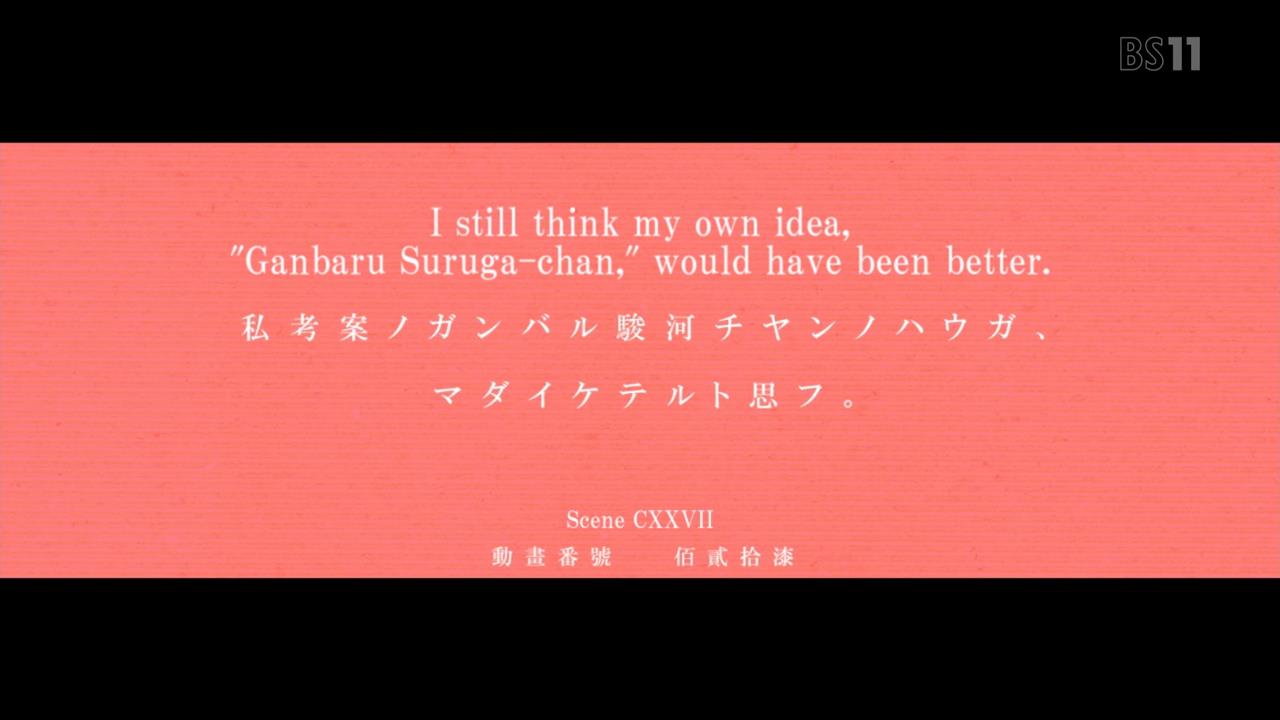 BS11
I still think my own idea,
"Ganbaru Suruga-chan," would have been better.
私考案ノガンバル駿河チヤンノハウガ、
マダイケテルト思フ。
Scene CXXVII
動畫番號　佰貳拾漆